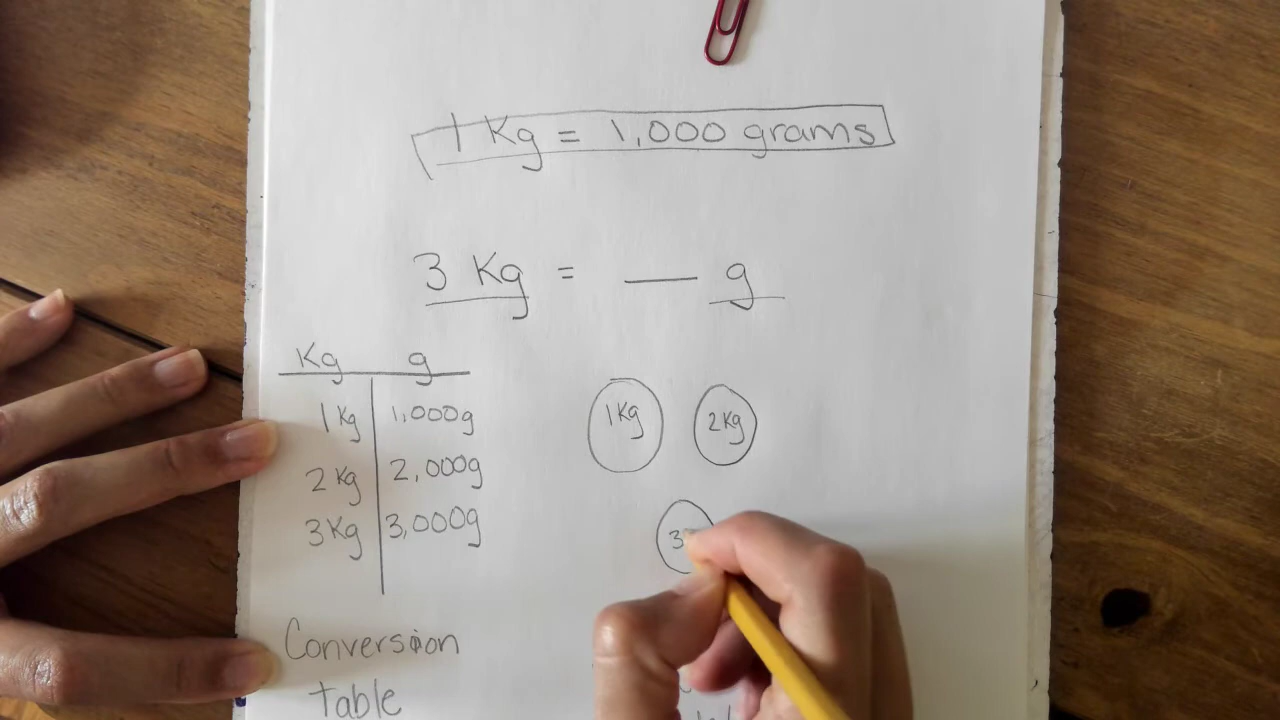 1 Kg = 1,000 grams
3 Kg = ___ g
Kg g
1 Kg 1,000g
2 Kg 2,000g
3 Kg 3,000g
Conversion
table
1Kg 2Kg
3